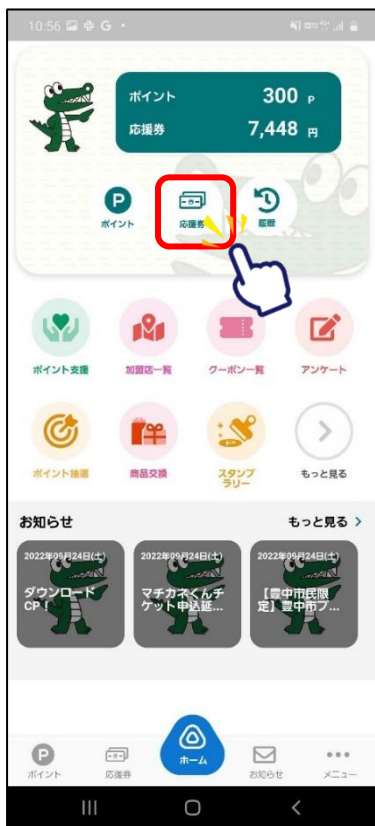 10:56 G
ポイント 300 P
応援券 7,448 円
P
ポイント 応援券 履歴
ポイント支援 加盟店一覧 クーポン一覧 アンケート
ポイント抽選 商品交換 スタンプ
ラリー もっと見る
お知らせ もっと見る
2022年09月24日(土) 2022年09月24日(土) 2022年09月24日(土)
ダウンロード マチカネくんチ 【豊中市民限
CP！ ケット申込延... 定】豊中市プ...
P
ポイント 応援券 ホーム お知らせ メニュー